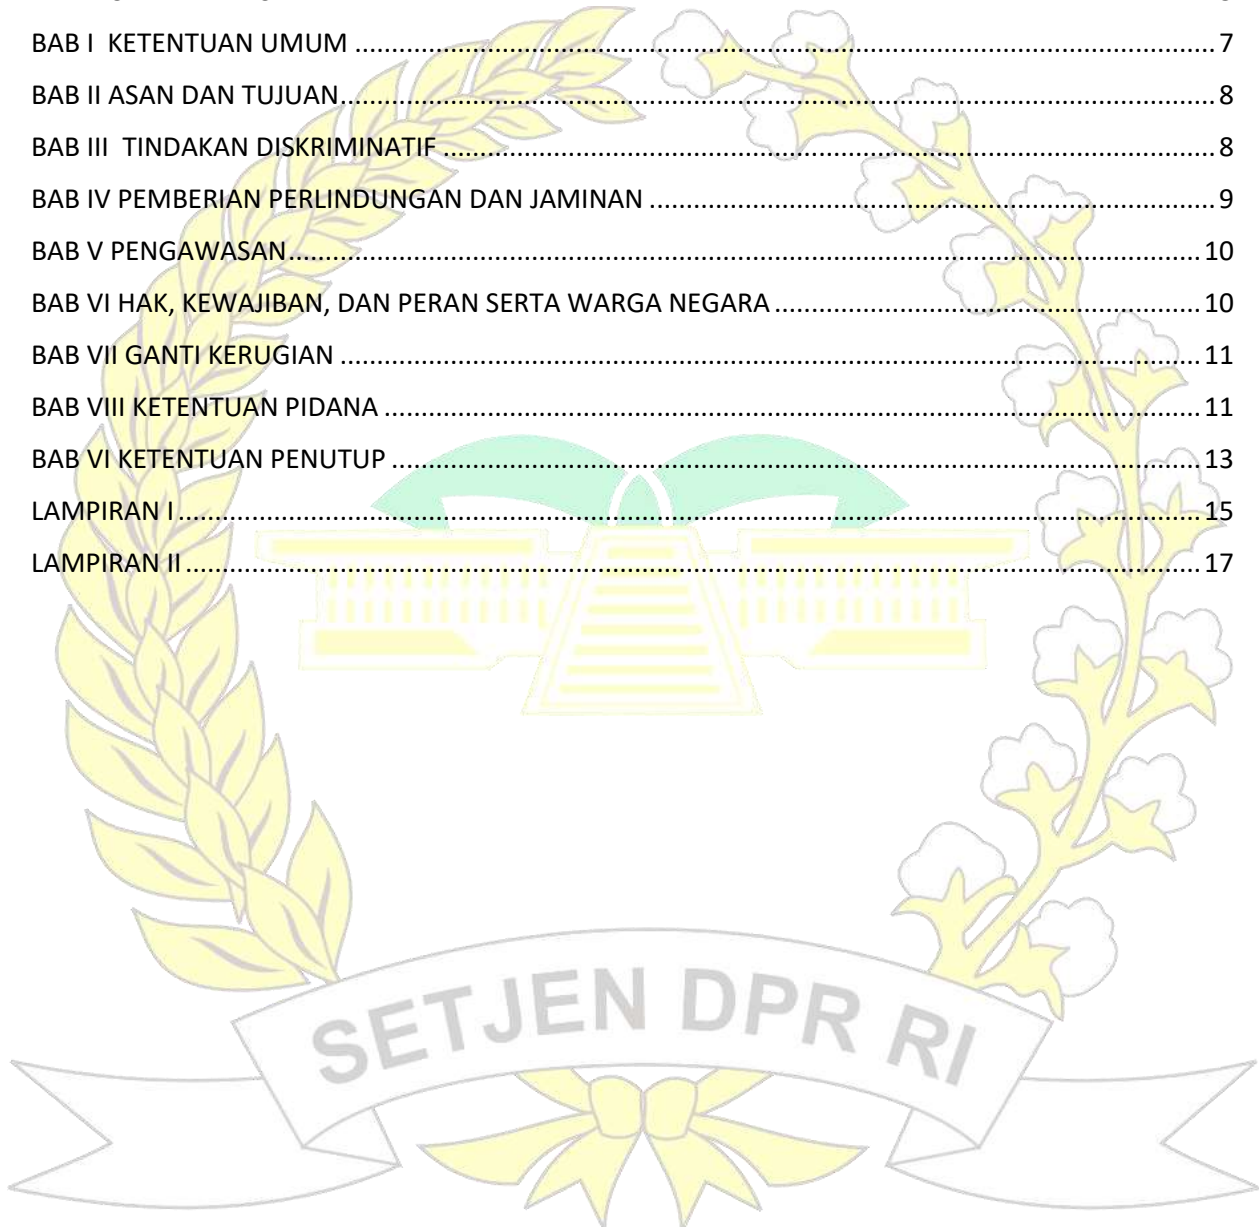 BAB I  KETENTUAN UMUM ........................................................ 7
BAB II ASAN DAN TUJUAN........................................................ 8
BAB III  TINDAKAN DISKRIMINATIF ........................................................ 8
BAB IV PEMBERIAN PERLINDUNGAN DAN JAMINAN ........................................................ 9
BAB V PENGAWASAN........................................................ 10
BAB VI HAK, KEWAJIBAN, DAN PERAN SERTA WARGA NEGARA ........................................................ 10
BAB VII GANTI KERUGIAN ........................................................ 11
BAB VIII KETENTUAN PIDANA ........................................................ 11
BAB VI KETENTUAN PENUTUP ........................................................ 13
LAMPIRAN I ........................................................ 15
LAMPIRAN II ........................................................ 17
SETJEN DPR RI